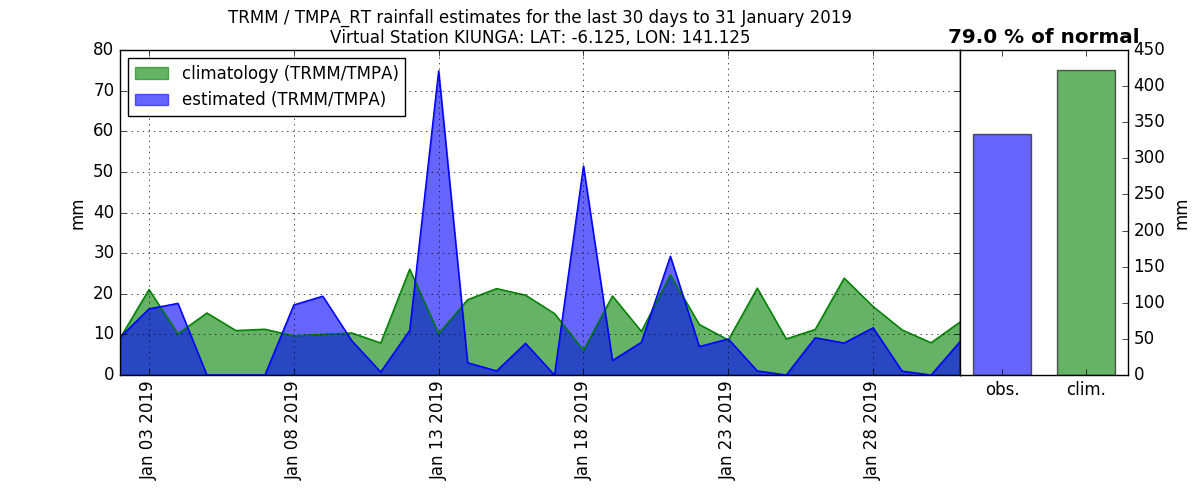 TRMM / TMPA_RT rainfall estimates for the last 30 days to 31 January 2019
Virtual Station KIUNGA: LAT: -6.125, LON: 141.125
79.0 % of normal
climatology (TRMM/TMPA)
estimated (TRMM/TMPA)
mm
80
70
60
50
40
30
20
10
0
Jan 03 2019
Jan 08 2019
Jan 13 2019
Jan 18 2019
Jan 23 2019
Jan 28 2019
450
400
350
300
250
200
150
100
50
0
mm
obs.
clim.